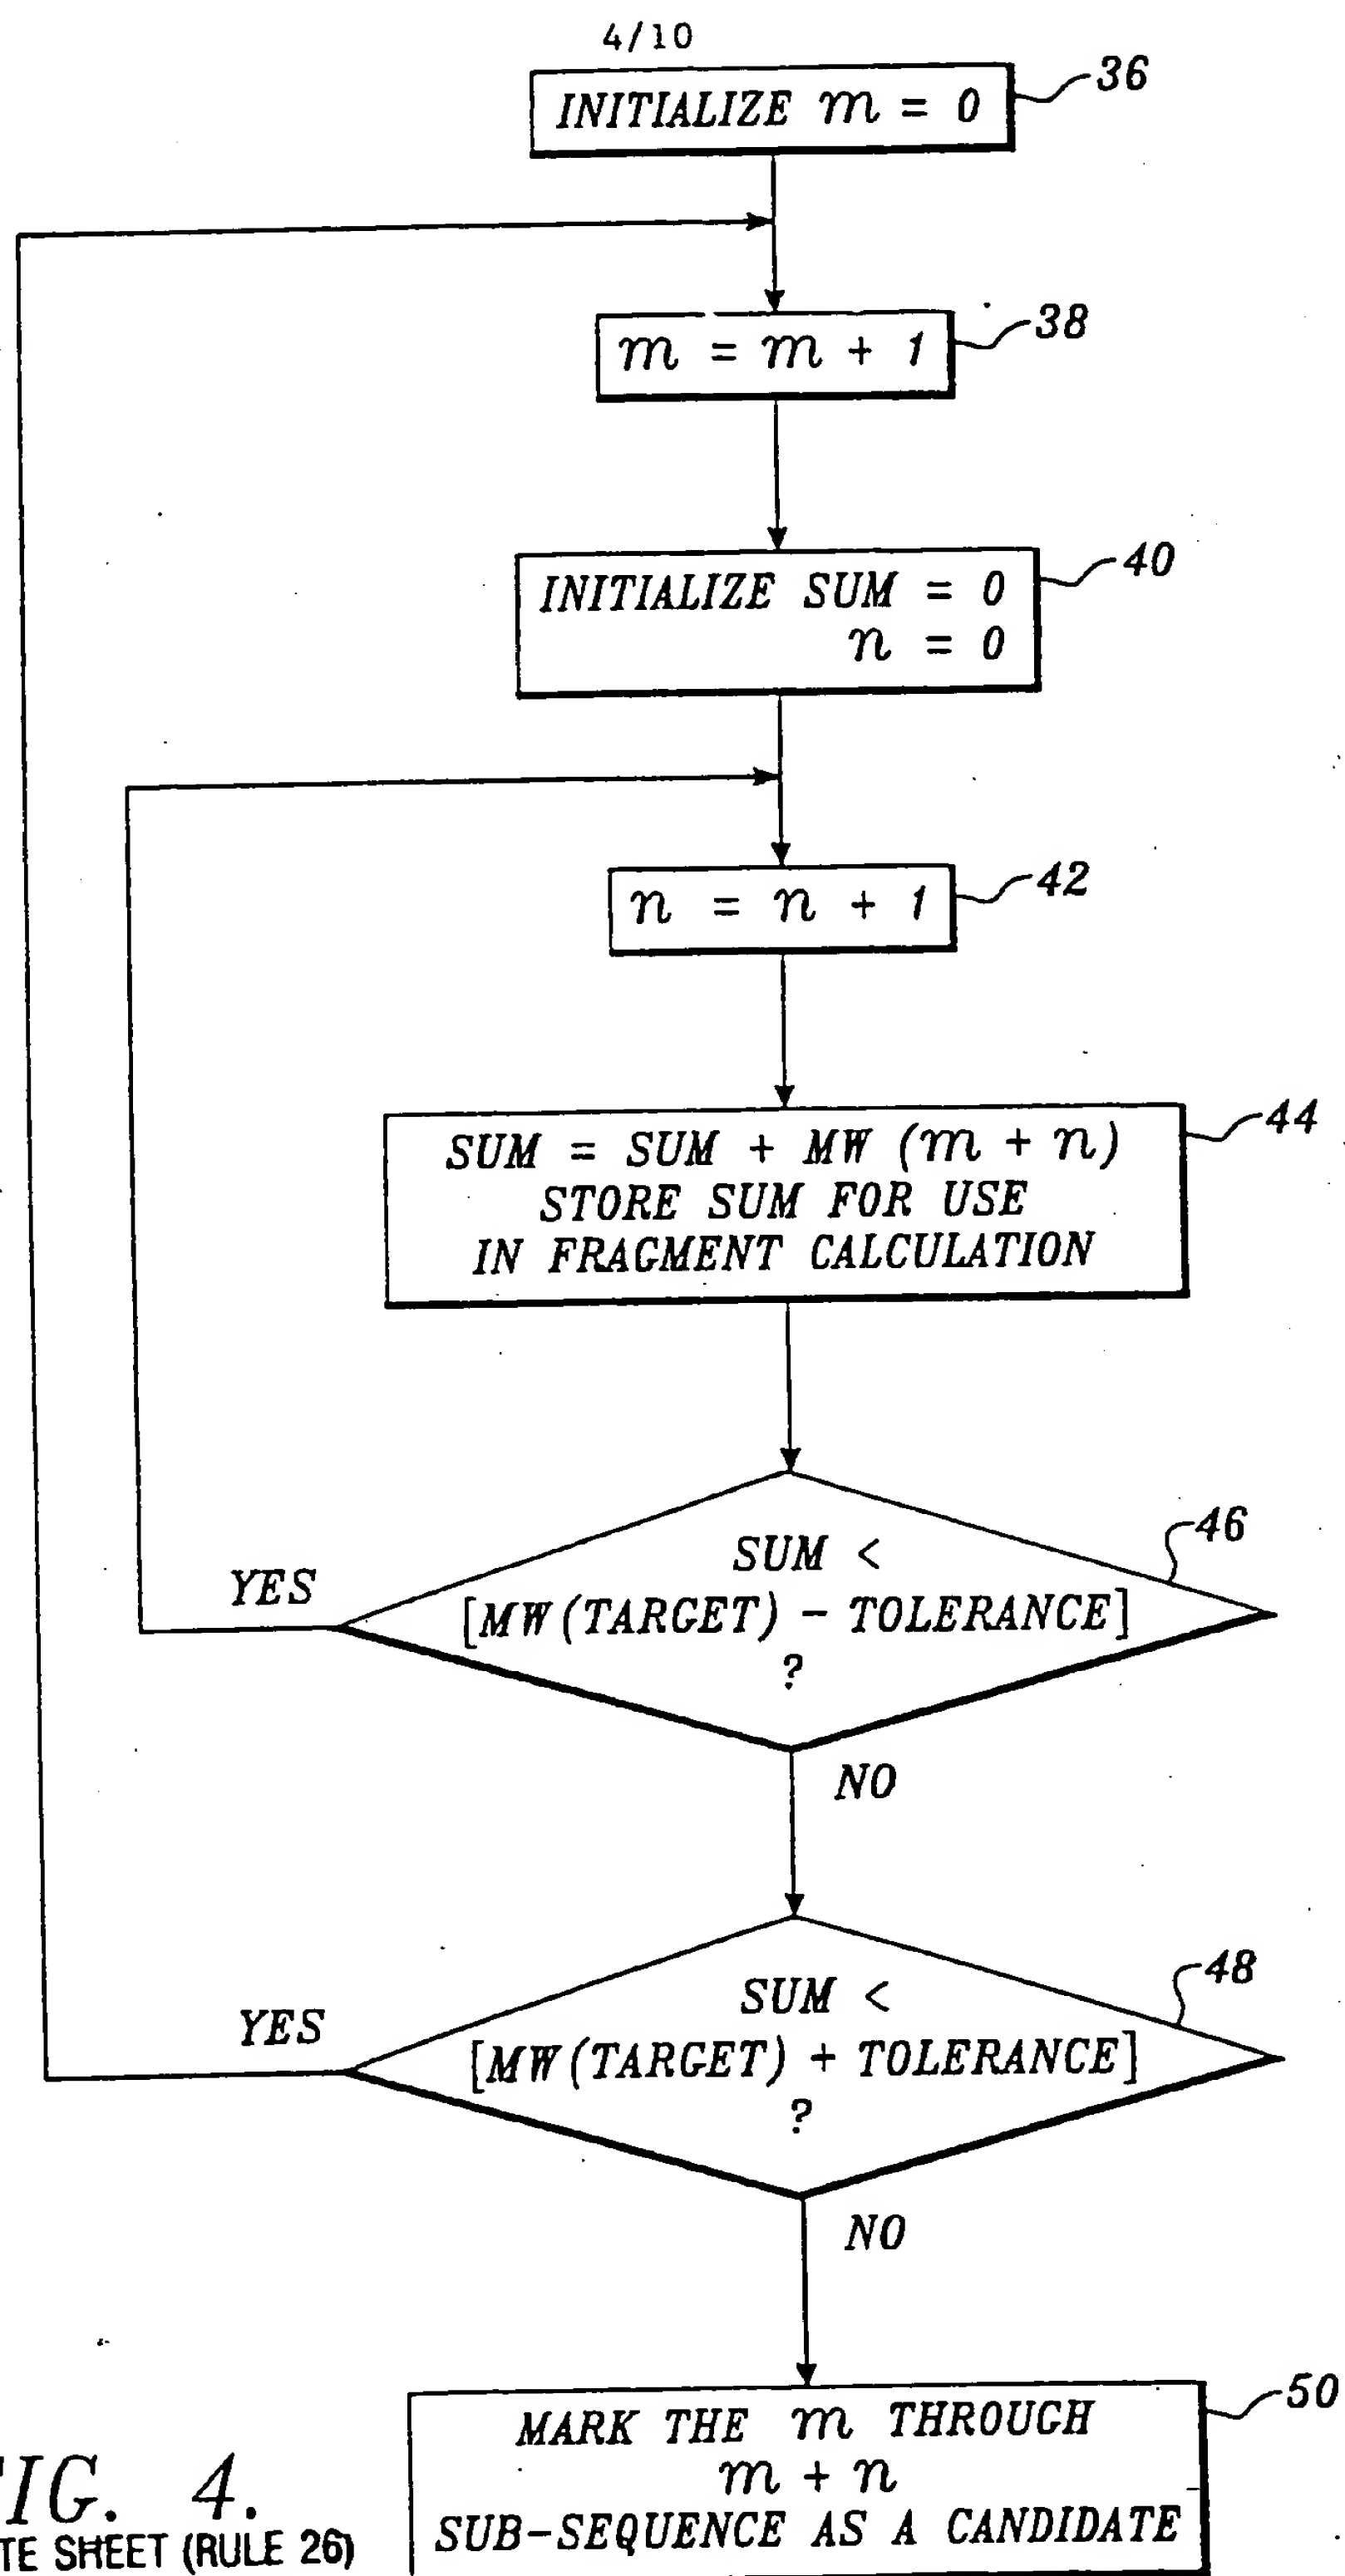 4/10
INITIALIZE m = 0
36
m = m + 1
38
INITIALIZE SUM = 0
n = 0
40
n = n + 1
42
SUM = SUM + MW (m + n)
STORE SUM FOR USE
IN FRAGMENT CALCULATION
44
SUM <
[MW(TARGET) - TOLERANCE]
?
46
YES
NO
SUM <
[MW(TARGET) + TOLERANCE]
?
48
YES
NO
MARK THE m THROUGH
m + n
SUB-SEQUENCE AS A CANDIDATE
50
FIG. 4.
TE SHEET (RULE 26)